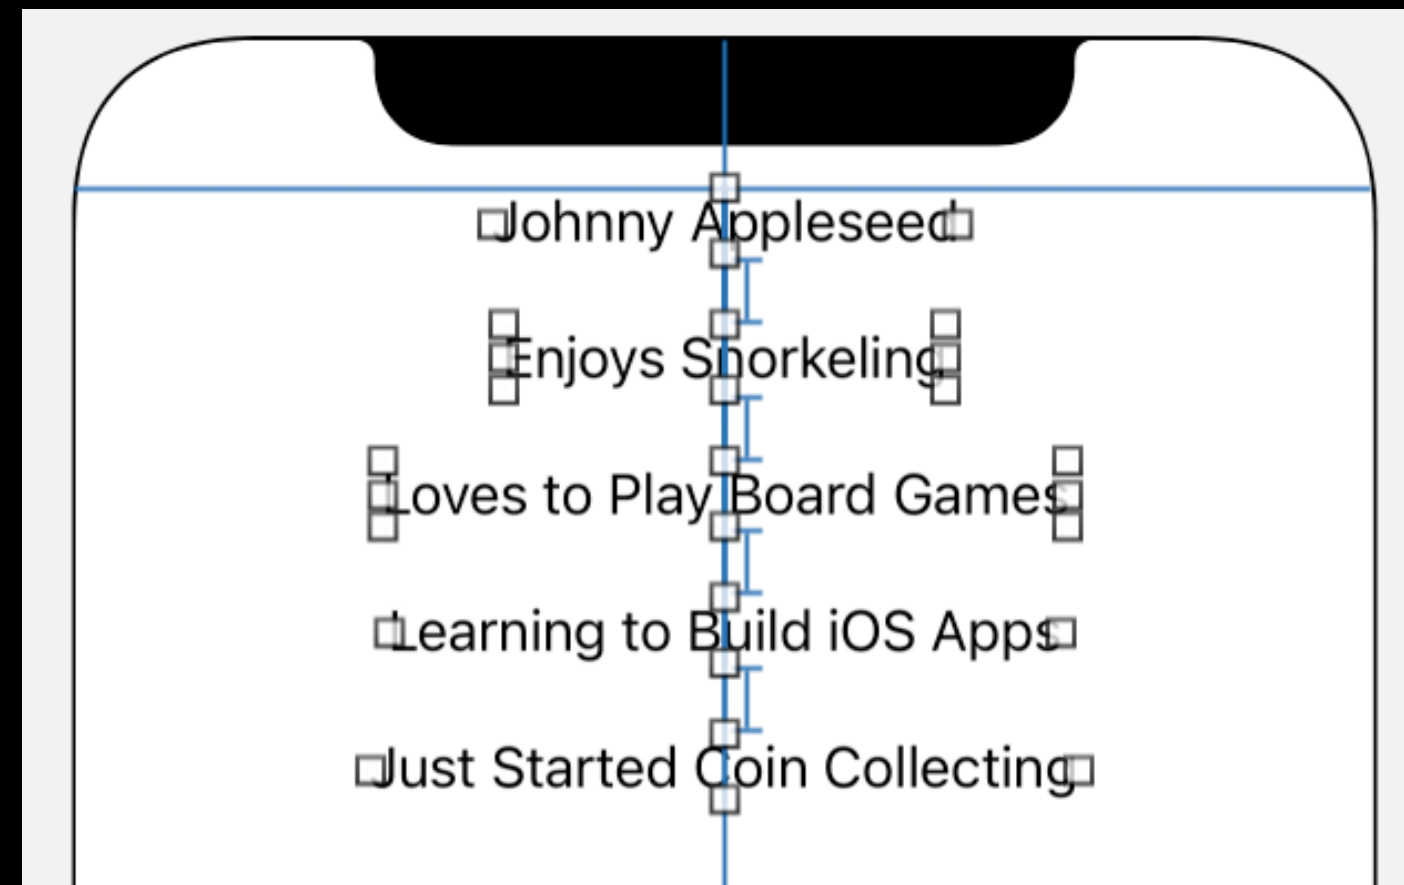 Johnny Appleseed
Enjoys Snorkeling
Loves to Play Board Games
Learning to Build iOS Apps
Just Started Coin Collecting